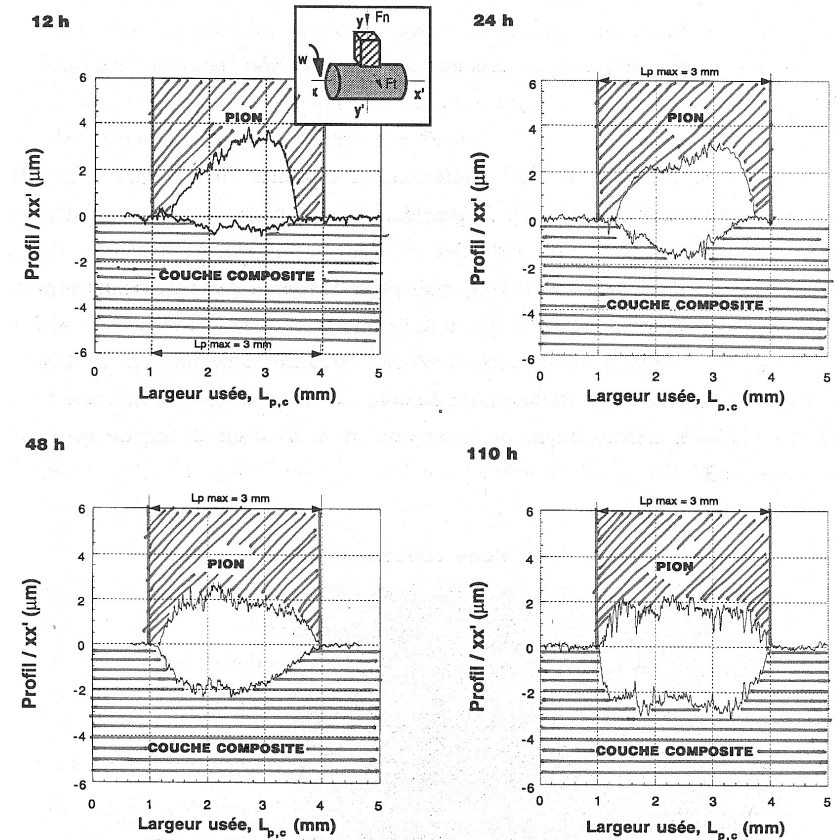 12 h
y Fn
w
x Ft x'
y'
6
4
2
0
-2
-4
-6
Profil / xx' (μm)
PION
COUCHE COMPOSITE
Lp max = 3 mm
0 1 2 3 4 5
Largeur usée, Lp,c (mm)
24 h
Lp max = 3 mm
6
4
2
0
-2
-4
-6
Profil / xx' (μm)
PION
COUCHE COMPOSITE
0 1 2 3 4 5
Largeur usée, Lp,c (mm)
48 h
Lp max = 3 mm
6
4
2
0
-2
-4
-6
Profil / xx' (μm)
PION
COUCHE COMPOSITE
0 1 2 3 4 5
Largeur usée, Lp,c (mm)
110 h
Lp max = 3 mm
6
4
2
0
-2
-4
-6
Profil / xx' (μm)
PION
COUCHE COMPOSITE
0 1 2 3 4 5
Largeur usée, Lp,c (mm)